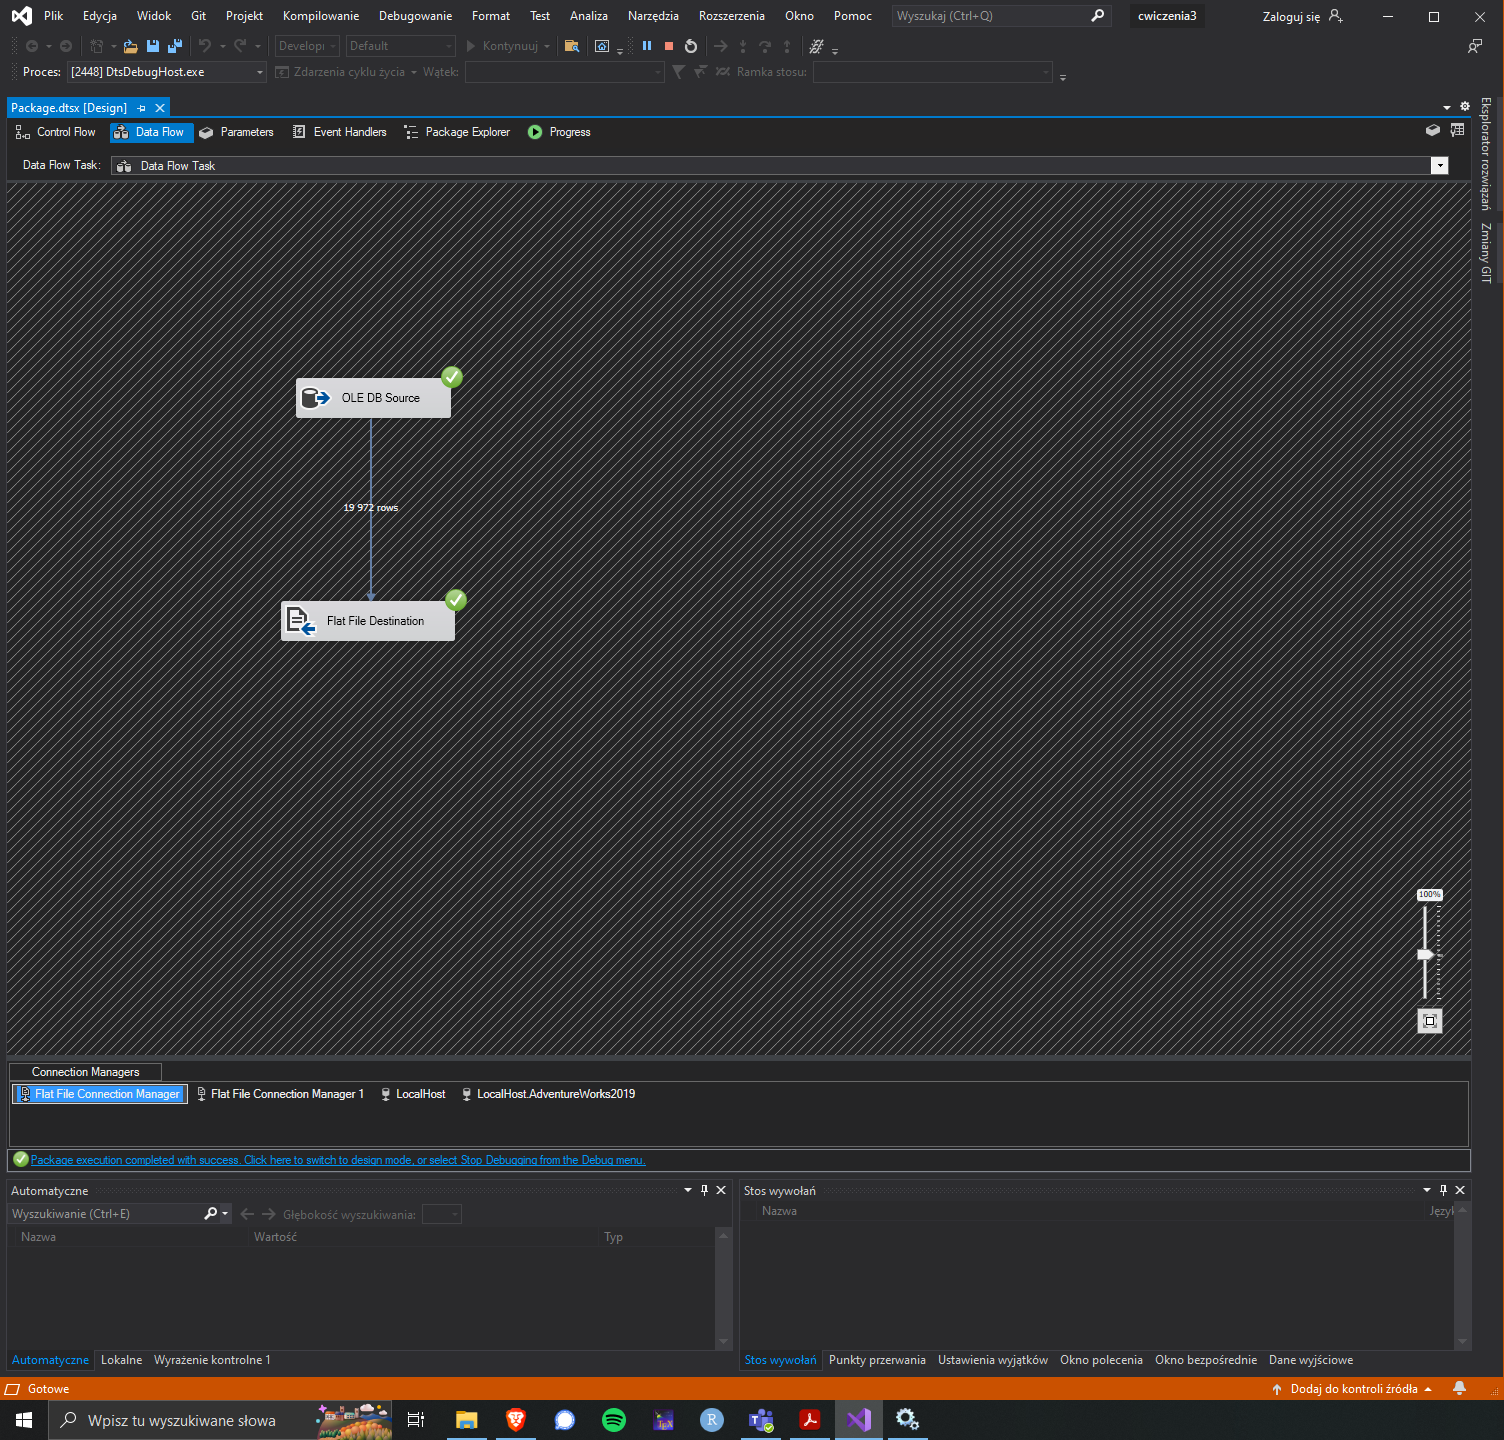 Plik Edycja Widok Git Projekt Kompilowanie Debugowanie Format Test Analiza Narzędzia Rozszerzenia Okno Pomoc Wyszukaj (Ctrl+Q) cwiczenia3 Zaloguj się
Default Kontynuuj
Proces: [2448] DtsDebugHost.exe Zdarzenia cyklu życia Wątek: Ramka stosu:
Package.dtsx [Design]
Control Flow Data Flow Parameters Event Handlers Package Explorer Progress
Data Flow Task: Data Flow Task
Eksplorator rozwiązań
Zmiany GIT
OLE DB Source
19 972 rows
Flat File Destination
100%
Connection Managers
Flat File Connection Manager Flat File Connection Manager 1 LocalHost LocalHost.AdventureWorks2019
Package execution completed with success. Click here to switch to design mode, or select Stop Debugging from the Debug menu.
Automatyczne
Wyszukiwanie (Ctrl+E) Głębokość wyszukiwania:
Nazwa Wartość Typ
Stos wywołań
Nazwa
Automatyczne Lokalne Wyrażenie kontrolne 1
Stos wywołań Punkty przerwania Ustawienia wyjątków Okno polecenia Okno bezpośrednie Dane wyjściowe
Gotowe Dodaj do kontroli źródła
Wpisz tu wyszukiwane słowa